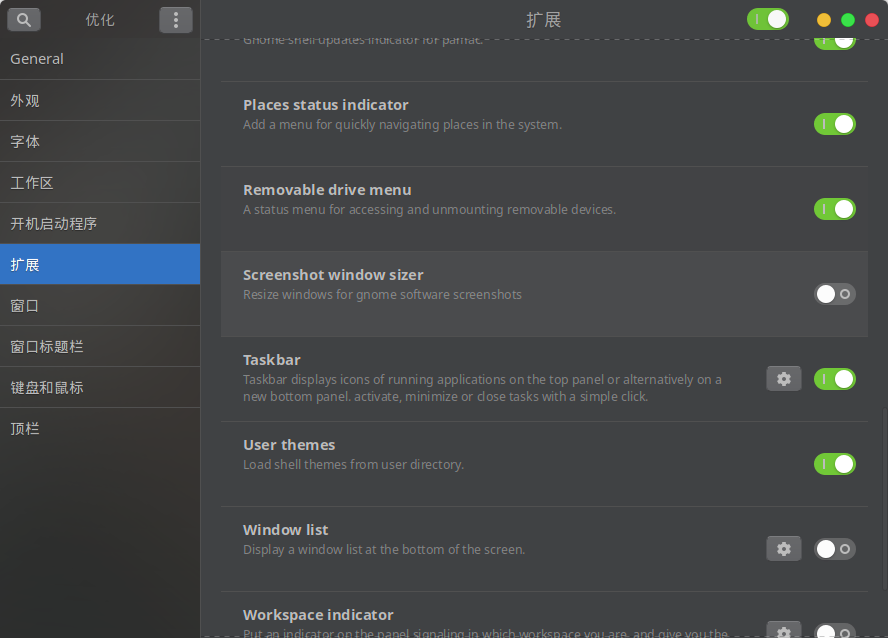 优化
扩展
General
外观
字体
工作区
开机启动程序
扩展
窗口
窗口标题栏
键盘和鼠标
顶栏
Gnome shell updates indicator for pamac.
Places status indicator
Add a menu for quickly navigating places in the system.
Removable drive menu
A status menu for accessing and unmounting removable devices.
Screenshot window sizer
Resize windows for gnome software screenshots
Taskbar
Taskbar displays icons of running applications on the top panel or alternatively on a
new bottom panel. activate, minimize or close tasks with a simple click.
User themes
Load shell themes from user directory.
Window list
Display a window list at the bottom of the screen.
Workspace indicator
Put an indicator on the panel signaling in which workspace you are, and give you the